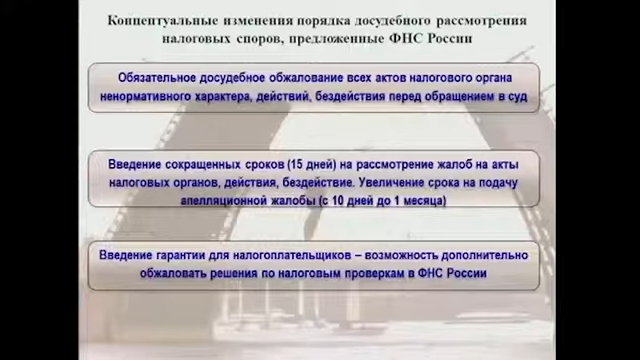 Концептуальные изменения порядка досудебного рассмотрения
налоговых споров, предложенные ФНС России
Обязательное досудебное обжалование всех актов налогового органа
ненормативного характера, действий, бездействия перед обращением в суд
Введение сокращенных сроков (15 дней) на рассмотрение жалоб на акты
налоговых органов, действия, бездействие. Увеличение срока на подачу
апелляционной жалобы (с 10 дней до 1 месяца)
Введение гарантии для налогоплательщиков – возможность дополнительно
обжаловать решения по налоговым проверкам в ФНС России